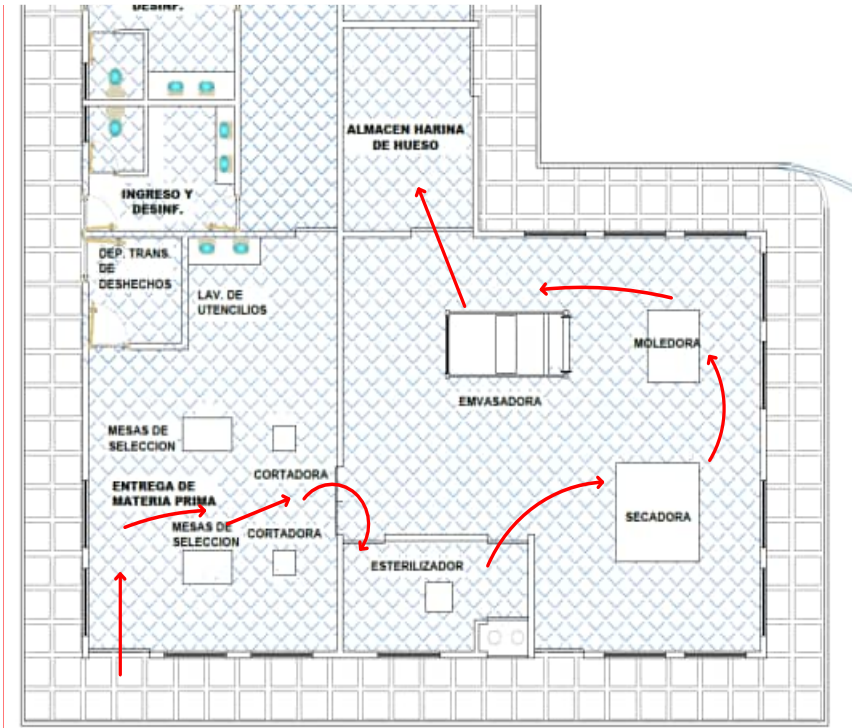 DESINF.
ALMACEN HARINA
DE HUESO
INGRESO Y
DESINF.
DEP. TRANS.
DE
DESHECHOS
LAV. DE
UTENCILIOS
MOLEDORA
EMVASADORA
MESAS DE
SELECCION
CORTADORA
ENTREGA DE
MATERIA PRIMA
MESAS DE
SELECCION
CORTADORA
SECADORA
ESTERILIZADOR